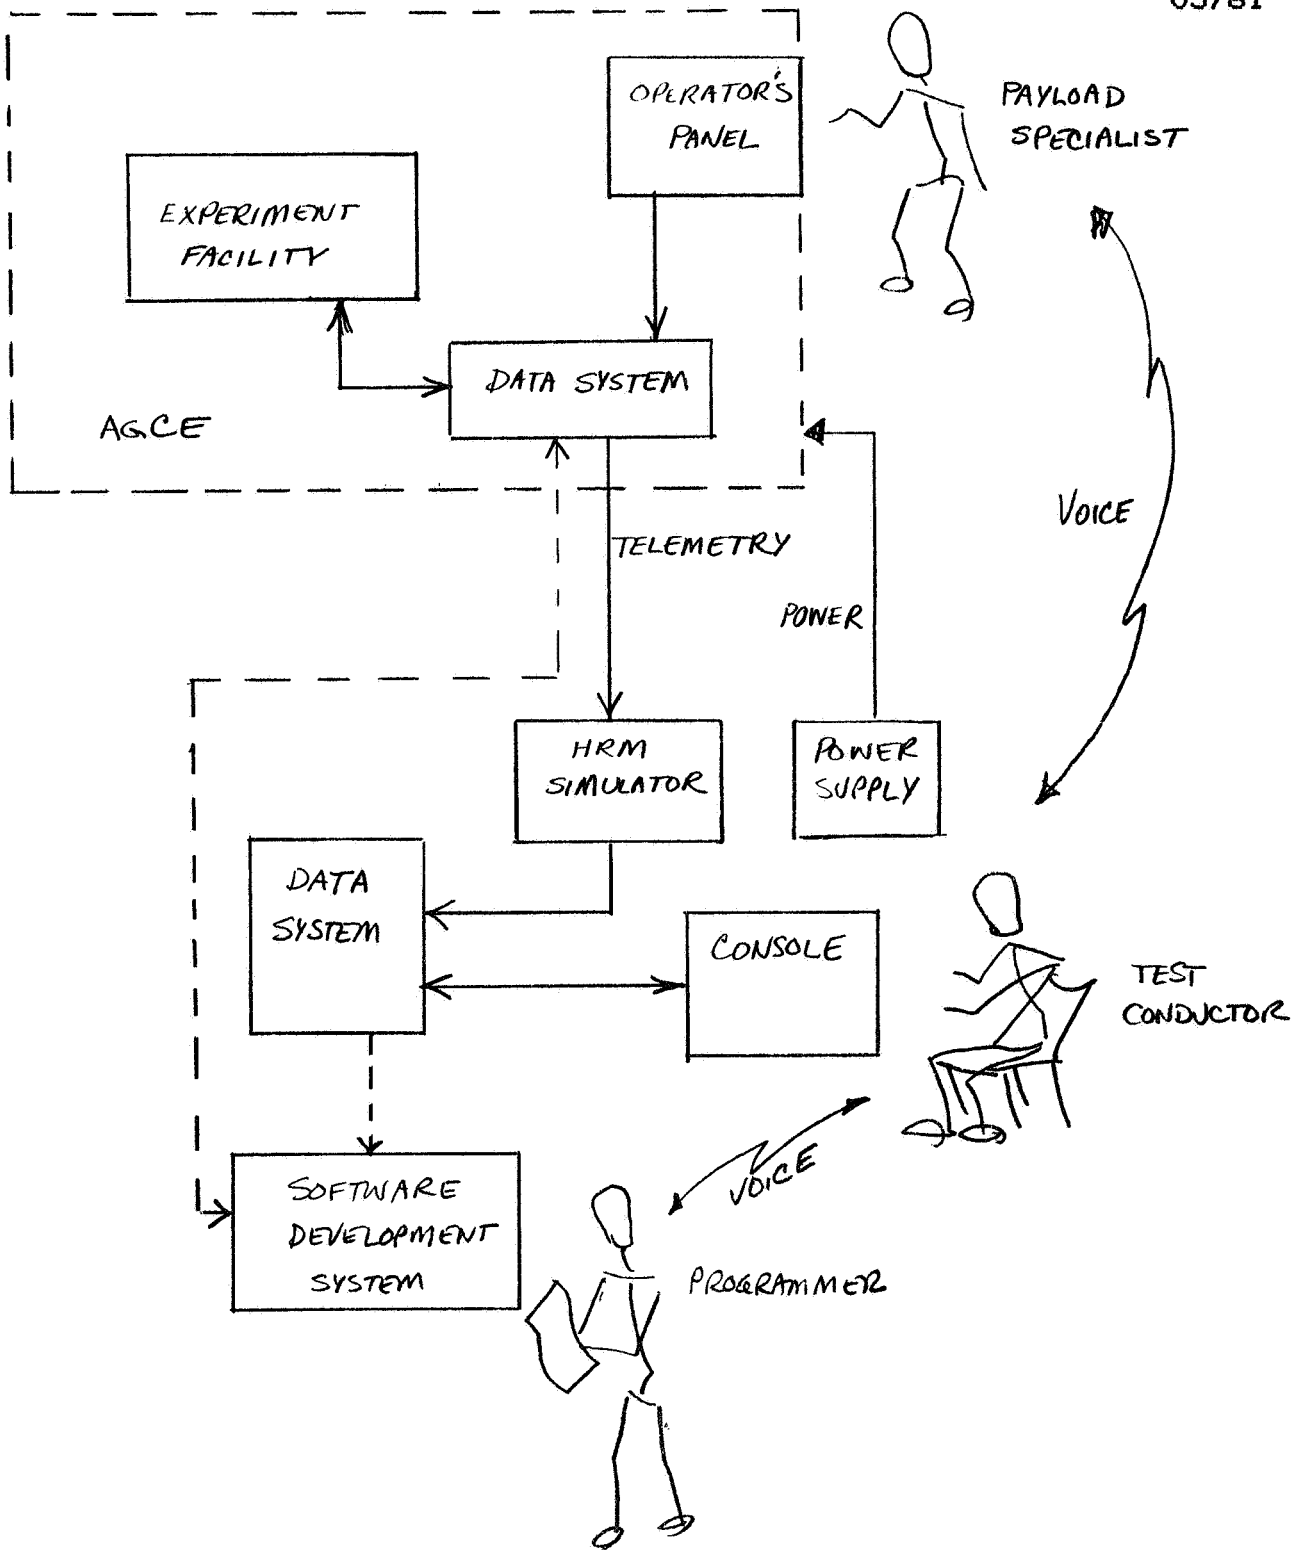 OPERATOR'S
PANEL
PAYLOAD
SPECIALIST
EXPERIMENT
FACILITY
DATA SYSTEM
AGCE
VOICE
TELEMETRY
POWER
HRM
SIMULATOR
POWER
SUPPLY
DATA
SYSTEM
CONSOLE
TEST
CONDUCTOR
VOICE
SOFTWARE
DEVELOPMENT
SYSTEM
PROGRAMMER